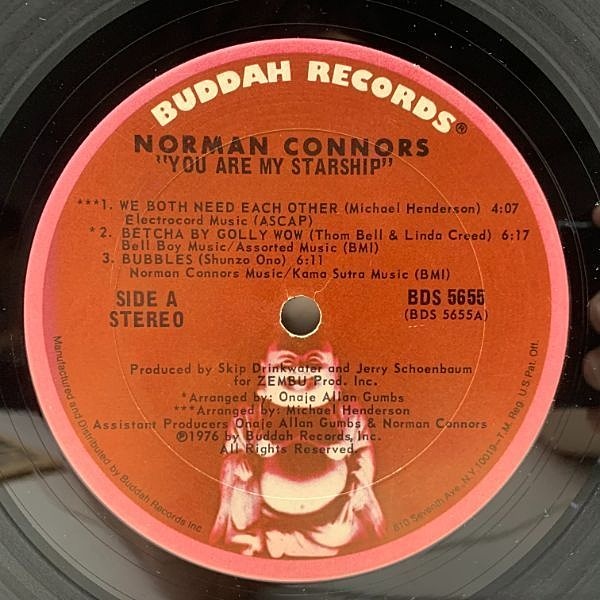 BUDDAH RECORDS®
NORMAN CONNORS
"YOU ARE MY STARSHIP"
***1. WE BOTH NEED EACH OTHER (Michael Henderson) 4:07
Electrocord Music (ASCAP)
*2. BETCHA BY GOLLY WOW (Thom Bell & Linda Creed) 6:17
Bell Boy Music/Assorted Music (BMI)
3. BUBBLES (Shunzo Ono) 6:11
Norman Connors Music/Kama Sutra Music (BMI)
SIDE A
STEREO
BDS 5655
(BDS 5655A)
Produced by Skip Drinkwater and Jerry Schoenbaum
for ZEMBU Prod. Inc.
*Arranged by: Onaje Allan Gumbs
***Arranged by: Michael Henderson
Assistant Producers Onaje Allan Gumbs & Norman Connors
℗1976 by Buddah Records, Inc.
All Rights Reserved.
Manufactured and Distributed by Buddah Records Inc
810 Seventh Ave. N.Y. 10019—T.M. Reg. U.S. Pat. Off.